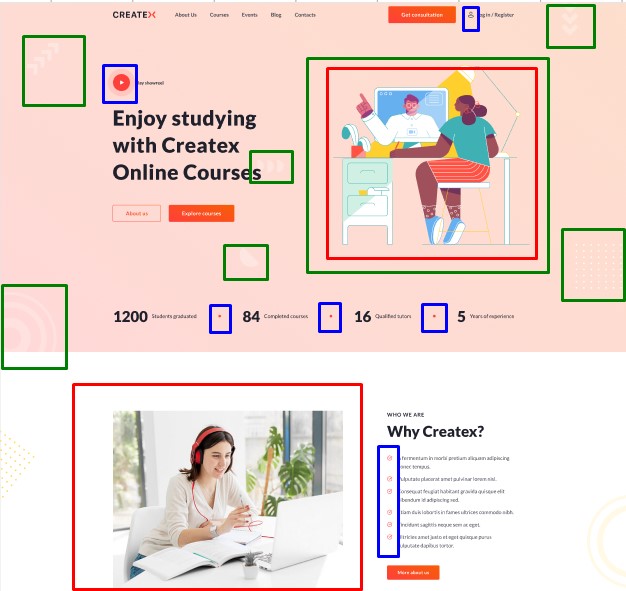 CREATEX
About Us
Courses
Events
Blog
Contacts
Get consultation
Log in / Register
Play showreel
Enjoy studying
with Createx
Online Courses
About us
Explore courses
1200 Students graduated
84 Completed courses
16 Qualified tutors
5 Years of experience
WHO WE ARE
Why Createx?
fermentum in morbi pretium aliquam adipiscing
donec tempus.
Vulputate placerat amet pulvinar lorem nisl.
Consequat feugiat habitant gravida quisque elit
bibendum id adipiscing sed.
Etiam duis lobortis in fames ultrices commodo nibh.
Tincidunt sagittis neque sem ac eget.
Ultricies amet justo et eget quisque purus
vulputate dapibus tortor.
More about us